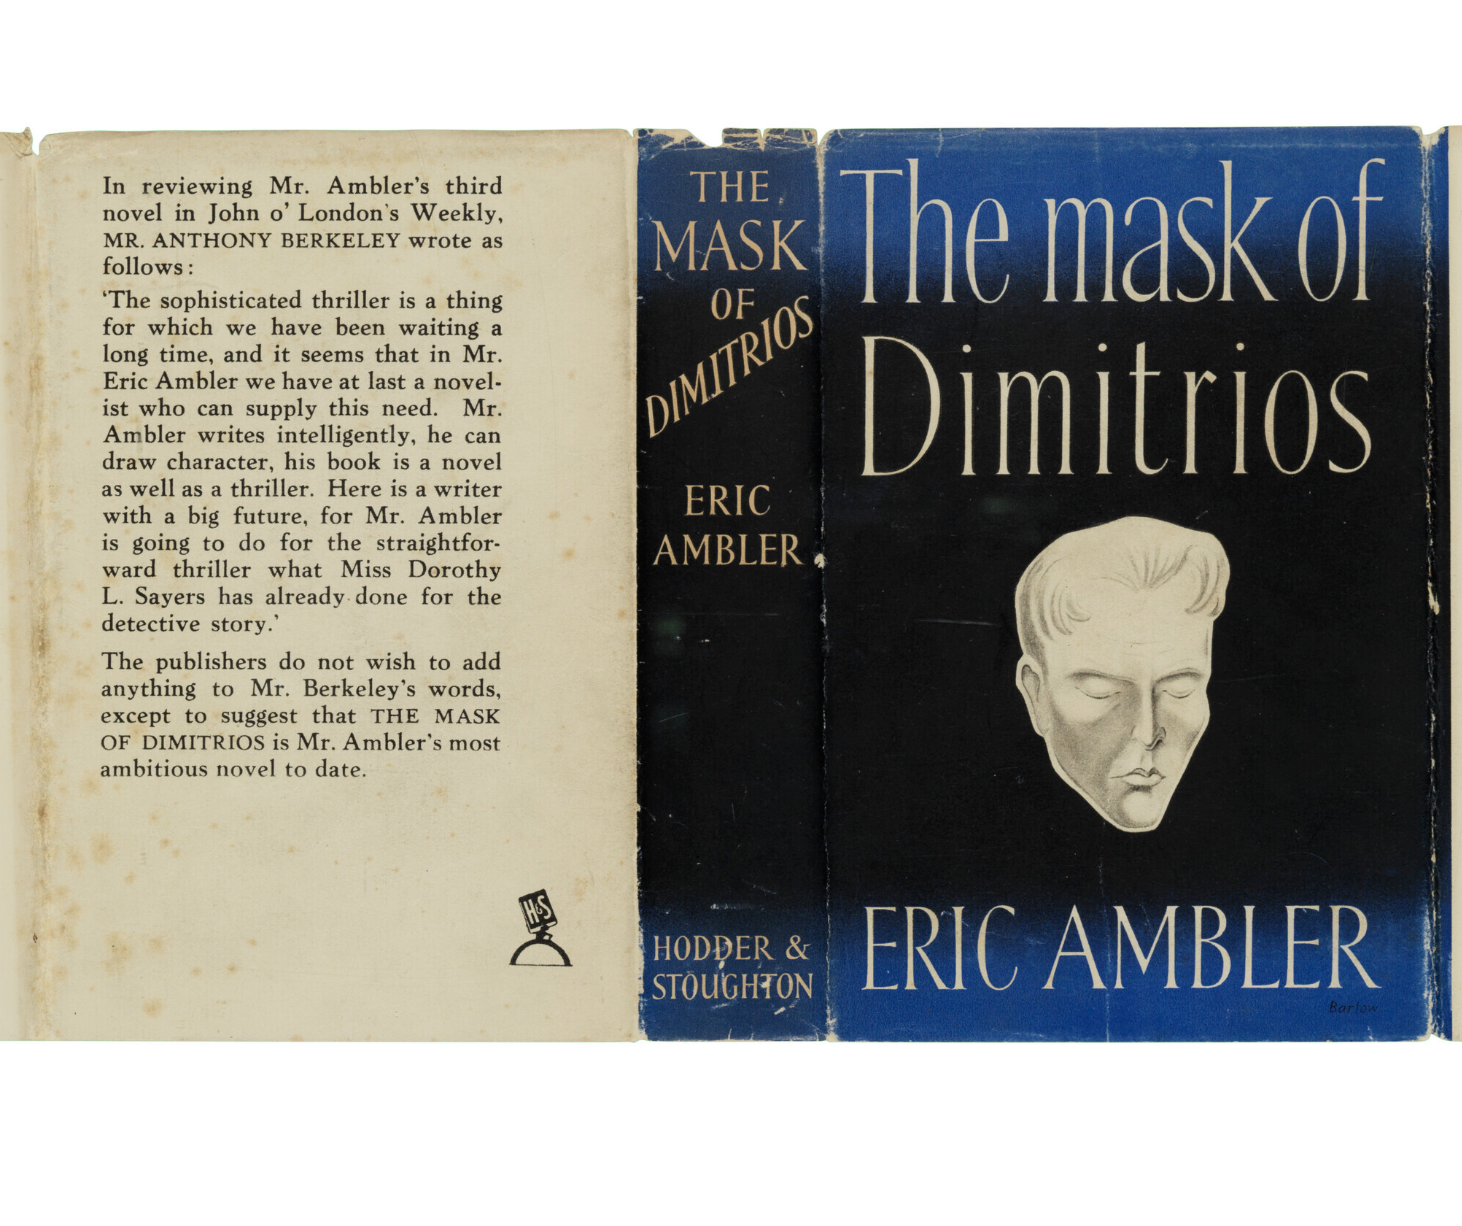 In reviewing Mr. Ambler's third
novel in John o' London's Weekly,
MR. ANTHONY BERKELEY wrote as
follows :
'The sophisticated thriller is a thing
for which we have been waiting a
long time, and it seems that in Mr.
Eric Ambler we have at last a novel-
ist who can supply this need. Mr.
Ambler writes intelligently, he can
draw character, his book is a novel
as well as a thriller. Here is a writer
with a big future, for Mr. Ambler
is going to do for the straightfor-
ward thriller what Miss Dorothy
L. Sayers has already done for the
detective story.'
The publishers do not wish to add
anything to Mr. Berkeley's words,
except to suggest that THE MASK
OF DIMITRIOS is Mr. Ambler's most
ambitious novel to date.
H&S
THE
MASK
OF
DIMITRIOS
ERIC
AMBLER
HODDER &
STOUGHTON
The mask of
Dimitrios
ERIC AMBLER
Barlow